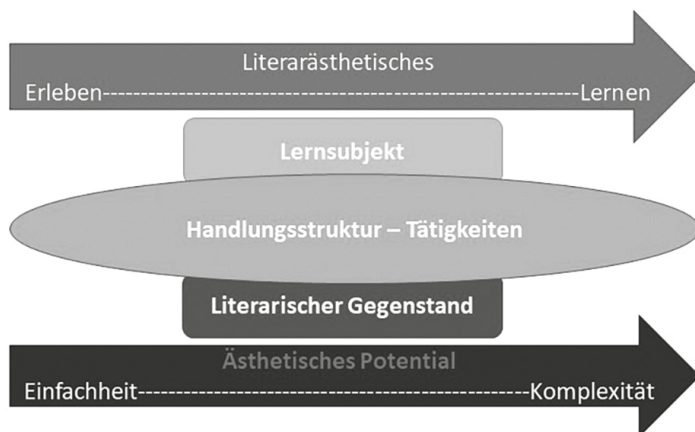 Literarästhetisches
Erleben---------------------------------------------------------------Lernen
Lernsubjekt
Handlungsstruktur – Tätigkeiten
Literarischer Gegenstand
Ästhetisches Potential
Einfachheit---------------------------------------------------Komplexität